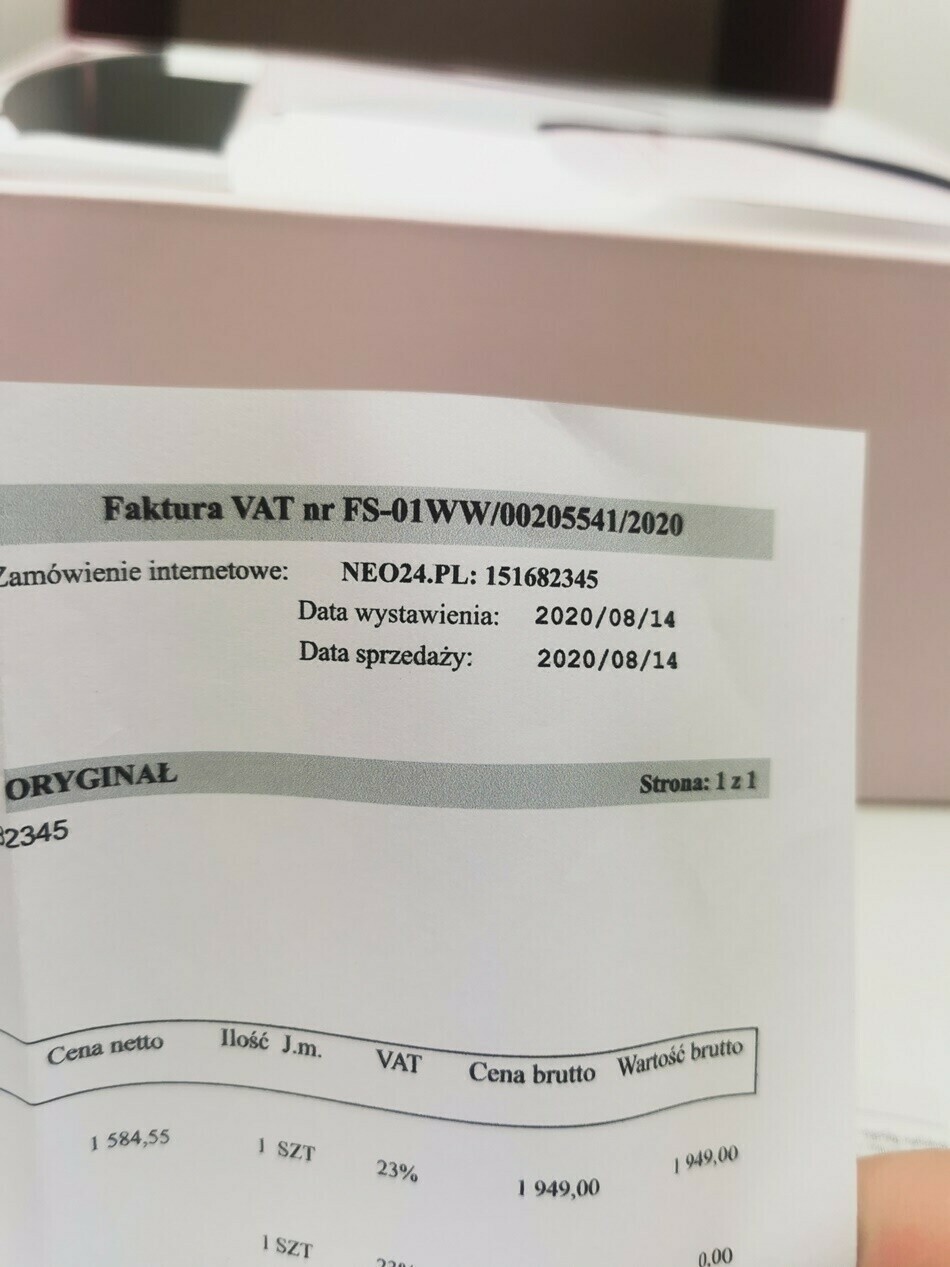 Faktura VAT nr FS-01WW/00205541/2020
Zamówienie internetowe: NEO24.PL: 151682345
Data wystawienia: 2020/08/14
Data sprzedaży: 2020/08/14
ORYGINAŁ Strona: 1 z 1
82345
Cena netto Ilość J.m. VAT Cena brutto Wartość brutto
1 584,55 1 SZT 23% 1 949,00 1 949,00
1 SZT 0,00